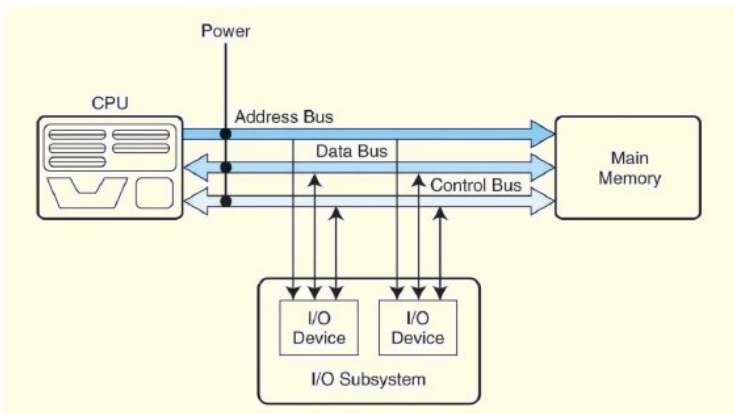 Power
CPU
Address Bus
Data Bus
Control Bus
Main
Memory
I/O
Device
I/O
Device
I/O Subsystem